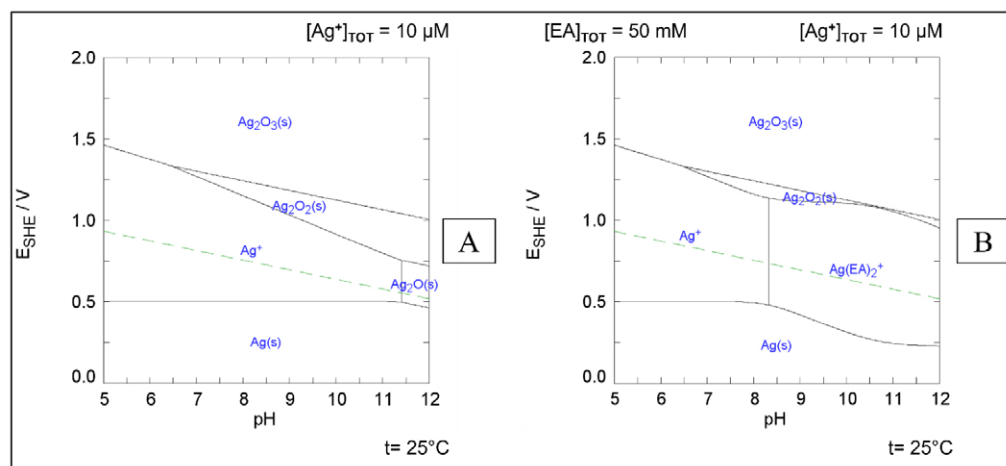 [Ag⁺]TOT = 10 µM
2.0
1.5
1.0
0.5
0.0
E SHE / V
Ag₂O₃(s)
Ag₂O₂(s)
Ag⁺
Ag₂O(s)
Ag(s)
A
5 6 7 8 9 10 11 12
pH
t= 25°C
[EA]TOT = 50 mM [Ag⁺]TOT = 10 µM
2.0
1.5
1.0
0.5
0.0
E SHE / V
Ag₂O₃(s)
Ag₂O₂(s)
Ag⁺
Ag(EA)₂⁺
Ag(s)
B
5 6 7 8 9 10 11 12
pH
t= 25°C